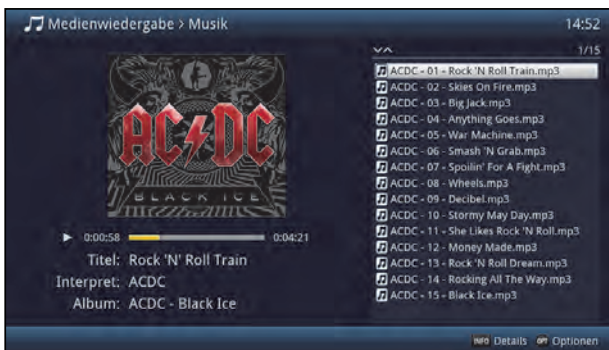 Medienwiedergabe > Musik 14:52
1/15
AC DC
BLACK ICE
0:00:58 0:04:21
Titel: Rock 'N' Roll Train
Interpret: ACDC
Album: ACDC - Black Ice
ACDC - 01 - Rock 'N Roll Train.mp3
ACDC - 02 - Skies On Fire.mp3
ACDC - 03 - Big Jack.mp3
ACDC - 04 - Anything Goes.mp3
ACDC - 05 - War Machine.mp3
ACDC - 06 - Smash 'N Grab.mp3
ACDC - 07 - Spoilin' For A Fight.mp3
ACDC - 08 - Wheels.mp3
ACDC - 09 - Decibel.mp3
ACDC - 10 - Stormy May Day.mp3
ACDC - 11 - She Likes Rock 'N Roll.mp3
ACDC - 12 - Money Made.mp3
ACDC - 13 - Rock 'N Roll Dream.mp3
ACDC - 14 - Rocking All The Way.mp3
ACDC - 15 - Black Ice.mp3
INFO Details OPT Optionen